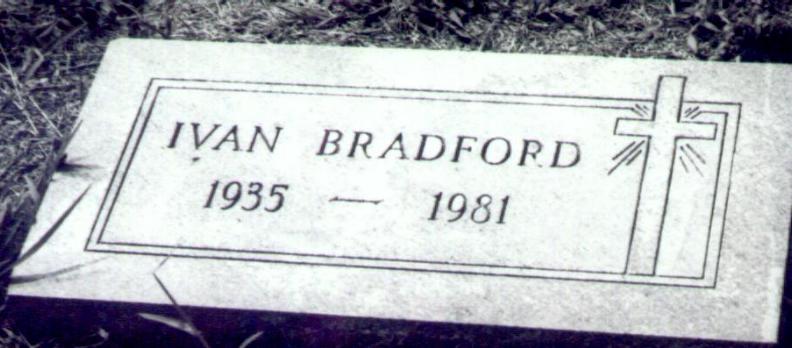 IVAN BRADFORD
1935 — 1981